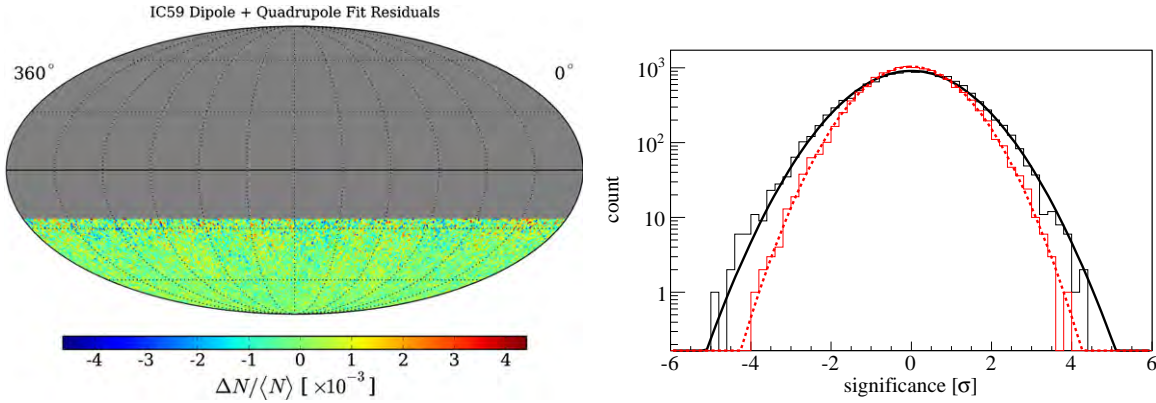 IC59 Dipole + Quadrupole Fit Residuals
360°
0°
-4 -3 -2 -1 0 1 2 3 4
ΔN/⟨N⟩ [ ×10⁻³ ]
10³
10²
10
1
count
-6 -4 -2 0 2 4 6
significance [σ]